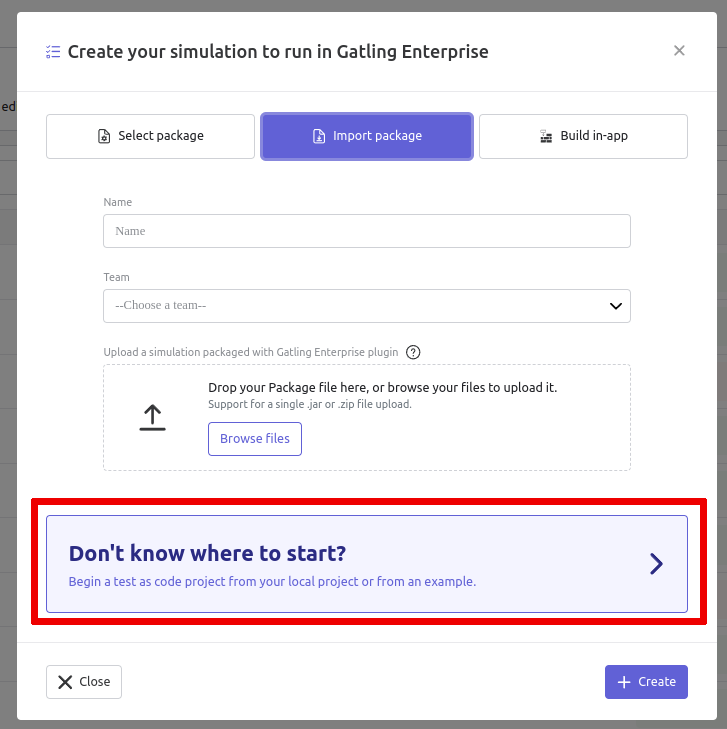 Create your simulation to run in Gatling Enterprise
ed
Select package
Import package
Build in-app
Name
Name
Team
--Choose a team--
Upload a simulation packaged with Gatling Enterprise plugin ?
Drop your Package file here, or browse your files to upload it.
Support for a single .jar or .zip file upload.
Browse files
Don't know where to start?
Begin a test as code project from your local project or from an example.
Close
Create